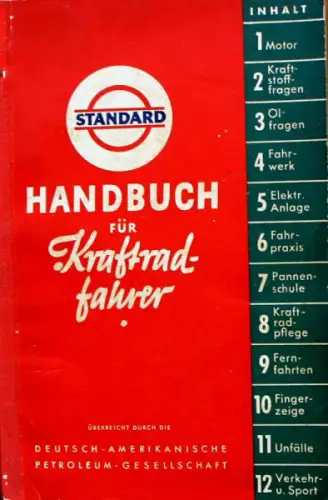 STANDARD
HANDBUCH
FÜR
Kraftrad-
fahrer
ÜBERREICHT DURCH DIE
DEUTSCH-AMERIKANISCHE
PETROLEUM-GESELLSCHAFT
INHALT
1 Motor
2 Kraft-
stoff-
fragen
3 Öl-
fragen
4 Fahr-
werk
5 Elektr.
Anlage
6 Fahr-
praxis
7 Pannen-
schule
8 Kraft-
rad-
pflege
9 Fern-
fahrten
10 Finger-
zeige
11 Unfälle
12 Verkehr
u. Sport